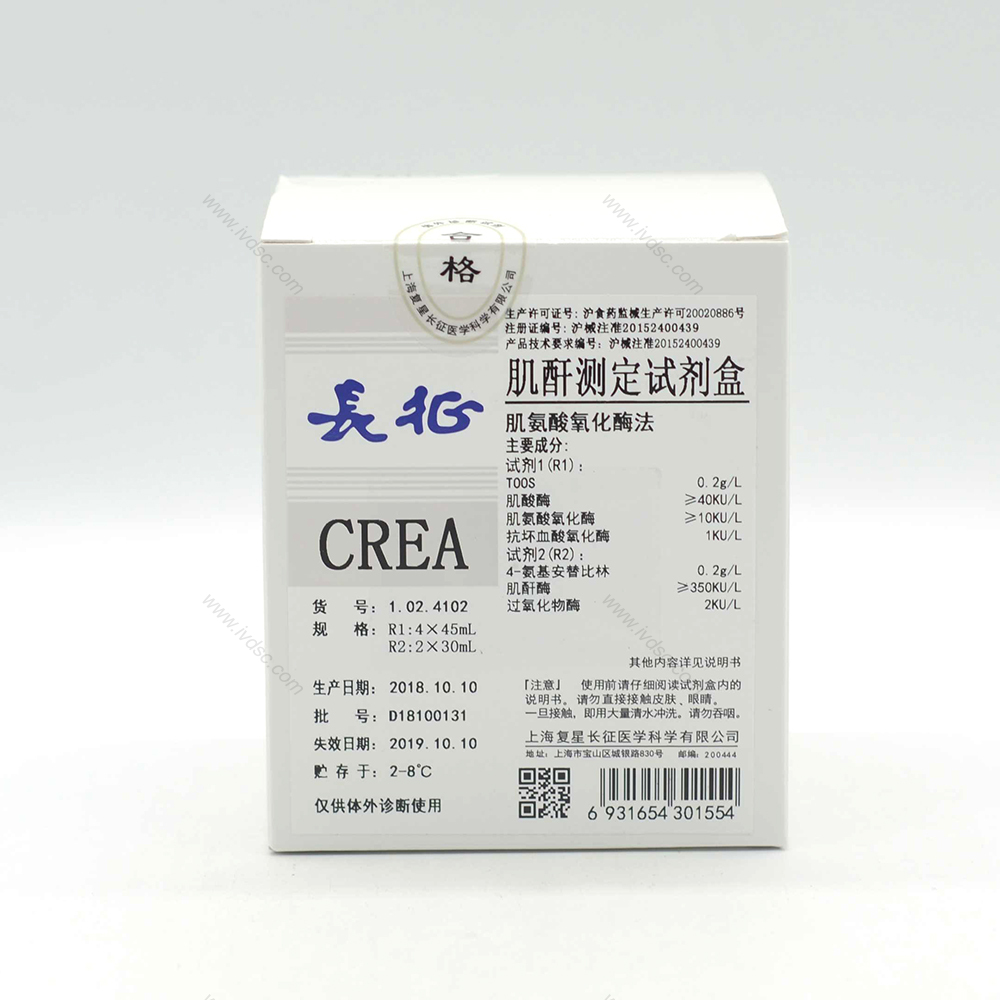 www.ivdsc.com
www.ivdsc.com
合
格
上海复星长征医学科学有限公司
生产许可证号: 沪食药监械生产许可20020886号
注册证编号: 沪械注准20152400439
产品技术要求编号: 沪械注准20152400439
長征
肌酐测定试剂盒
肌氨酸氧化酶法
主要成分:
试剂1(R1):
TOOS 0.2g/L
肌酸酶 ≥40KU/L
肌氨酸氧化酶 ≥10KU/L
抗坏血酸氧化酶 1KU/L
试剂2(R2):
4-氨基安替比林 0.2g/L
肌酐酶 ≥350KU/L
过氧化物酶 2KU/L
CREA
货 号: 1.02.4102
规 格: R1:4×45mL
R2:2×30mL
其他内容详见说明书
生产日期: 2018.10.10
批 号: D18100131
失效日期: 2019.10.10
贮 存 于: 2-8℃
仅供体外诊断使用
「注意」 使用前请仔细阅读试剂盒内的
说明书。请勿直接接触皮肤、眼睛。
一旦接触,即用大量清水冲洗。请勿吞咽。
上海复星长征医学科学有限公司
地址: 上海市宝山区城银路830号 邮编: 200444
6 931654 301554
www.ivdsc.com
www.ivdsc.com